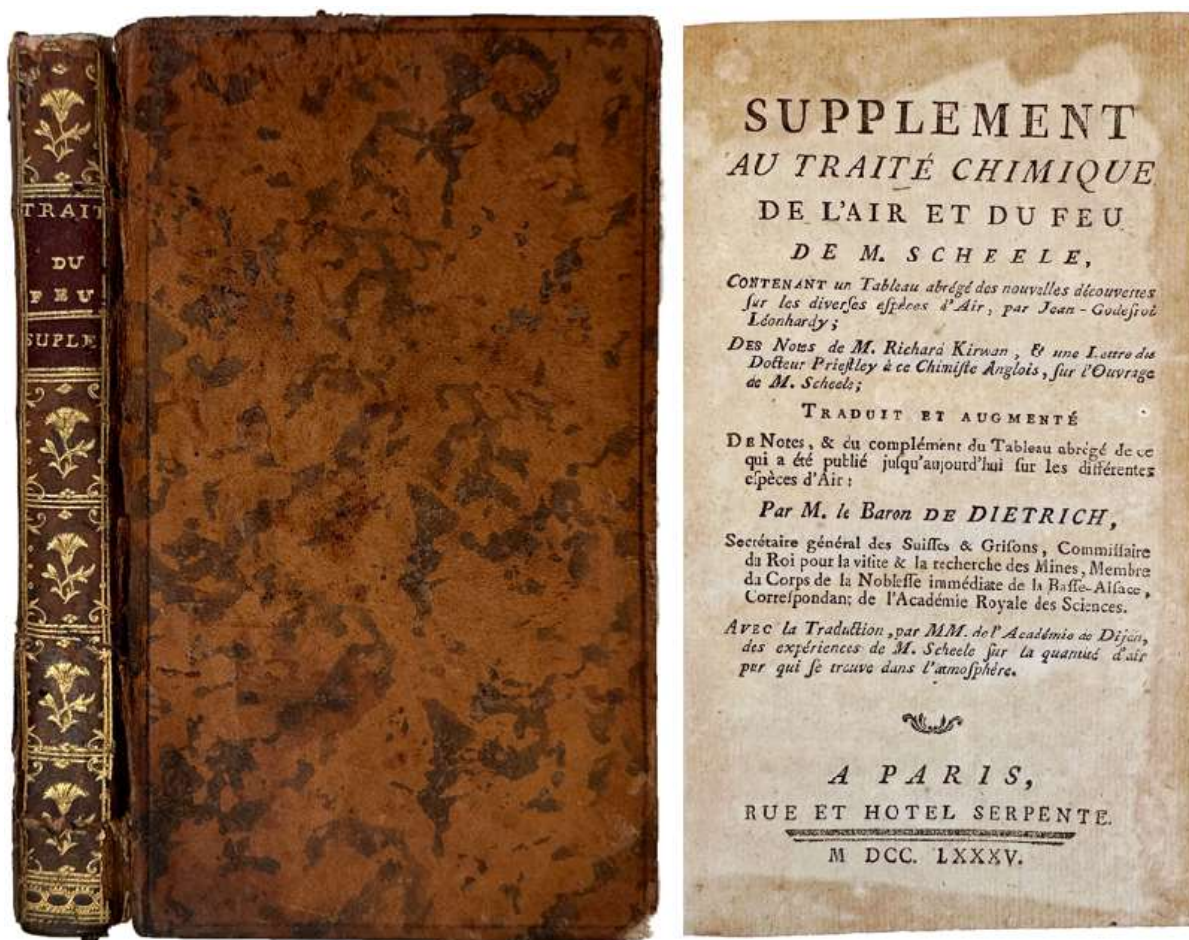 TRAIT
DU
FEU
SUPLE
SUPPLEMENT
AU TRAITÉ CHIMIQUE
DE L'AIR ET DU FEU
DE M. SCHEELE,
CONTENANT un Tableau abrégé des nouvelles découvertes
ſur les diverſes eſpèces d'Air, par Jean-Godefroi
Léonhardy;
DES Notes de M. Richard Kirwan, & une Lettre du
Docteur Prieſtley à ce Chimiſte Anglois, ſur l'Ouvrage
de M. Scheele;
TRADUIT ET AUGMENTÉ
DE Notes, & du complément du Tableau abrégé de ce
qui a été publié juſqu'aujourd'hui ſur les différentes
eſpèces d'Air:
Par M. le Baron DE DIETRICH,
Secrétaire général des Suiſſes & Griſons, Commiſſaire
du Roi pour la viſite & la recherche des Mines, Membre
du Corps de la Nobleſſe immédiate de la Baſſe-Alſace,
Correſpondant de l'Académie Royale des Sciences.
AVEC la Traduction, par MM. de l'Académie de Dijon,
des expériences de M. Scheele ſur la quantité d'air
pur qui ſe trouve dans l'atmoſphère.
A PARIS,
RUE ET HOTEL SERPENTE.
M DCC. LXXXV.